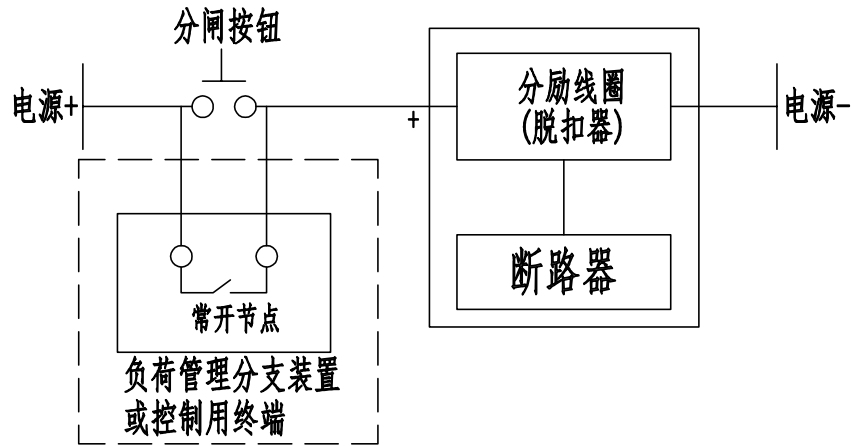 分闸按钮
电源+
+
分励线圈
(脱扣器)
电源-
断路器
常开节点
负荷管理分支装置
或控制用终端